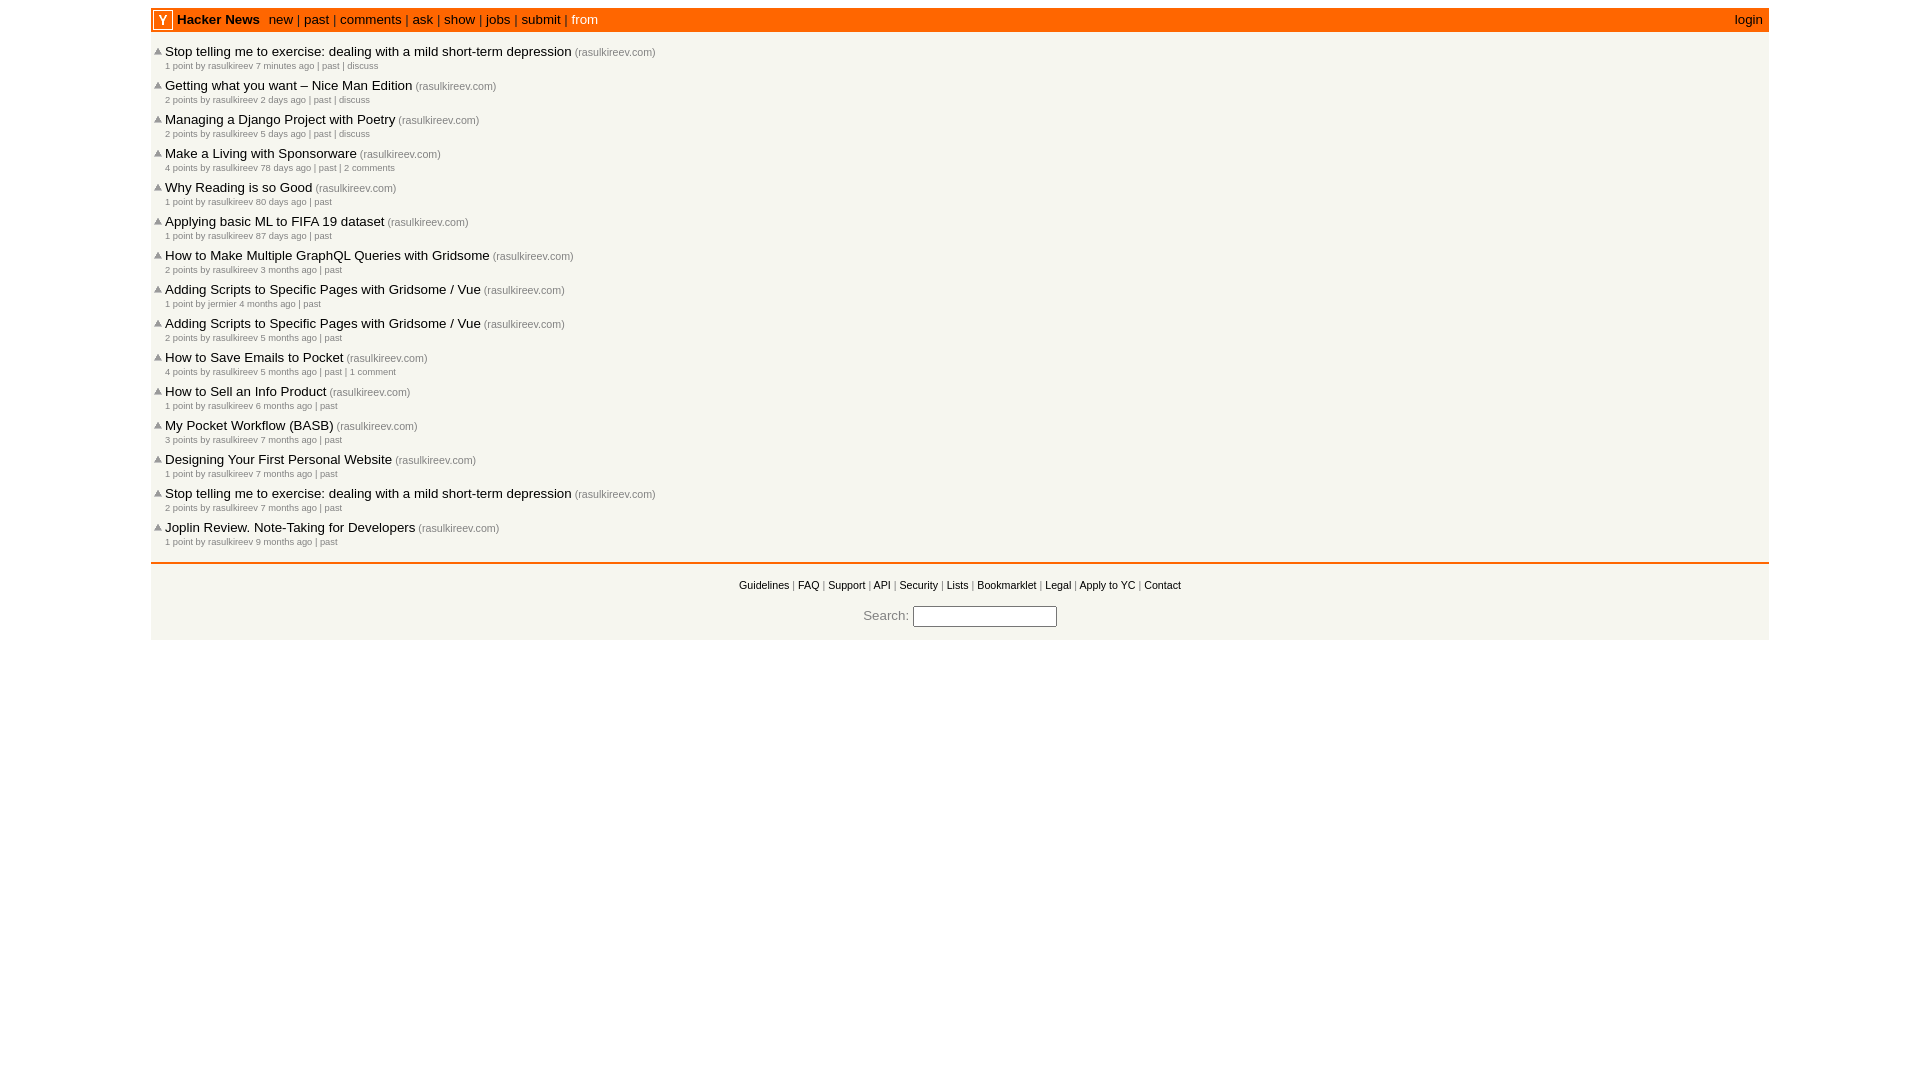 Y Hacker News new | past | comments | ask | show | jobs | submit | from login
Stop telling me to exercise: dealing with a mild short-term depression (rasulkireev.com)
1 point by rasulkireev 7 minutes ago | past | discuss
Getting what you want – Nice Man Edition (rasulkireev.com)
2 points by rasulkireev 2 days ago | past | discuss
Managing a Django Project with Poetry (rasulkireev.com)
2 points by rasulkireev 5 days ago | past | discuss
Make a Living with Sponsorware (rasulkireev.com)
4 points by rasulkireev 78 days ago | past | 2 comments
Why Reading is so Good (rasulkireev.com)
1 point by rasulkireev 80 days ago | past
Applying basic ML to FIFA 19 dataset (rasulkireev.com)
1 point by rasulkireev 87 days ago | past
How to Make Multiple GraphQL Queries with Gridsome (rasulkireev.com)
2 points by rasulkireev 3 months ago | past
Adding Scripts to Specific Pages with Gridsome / Vue (rasulkireev.com)
1 point by jermier 4 months ago | past
Adding Scripts to Specific Pages with Gridsome / Vue (rasulkireev.com)
2 points by rasulkireev 5 months ago | past
How to Save Emails to Pocket (rasulkireev.com)
4 points by rasulkireev 5 months ago | past | 1 comment
How to Sell an Info Product (rasulkireev.com)
1 point by rasulkireev 6 months ago | past
My Pocket Workflow (BASB) (rasulkireev.com)
3 points by rasulkireev 7 months ago | past
Designing Your First Personal Website (rasulkireev.com)
1 point by rasulkireev 7 months ago | past
Stop telling me to exercise: dealing with a mild short-term depression (rasulkireev.com)
2 points by rasulkireev 7 months ago | past
Joplin Review. Note-Taking for Developers (rasulkireev.com)
1 point by rasulkireev 9 months ago | past
Guidelines | FAQ | Support | API | Security | Lists | Bookmarklet | Legal | Apply to YC | Contact
Search: